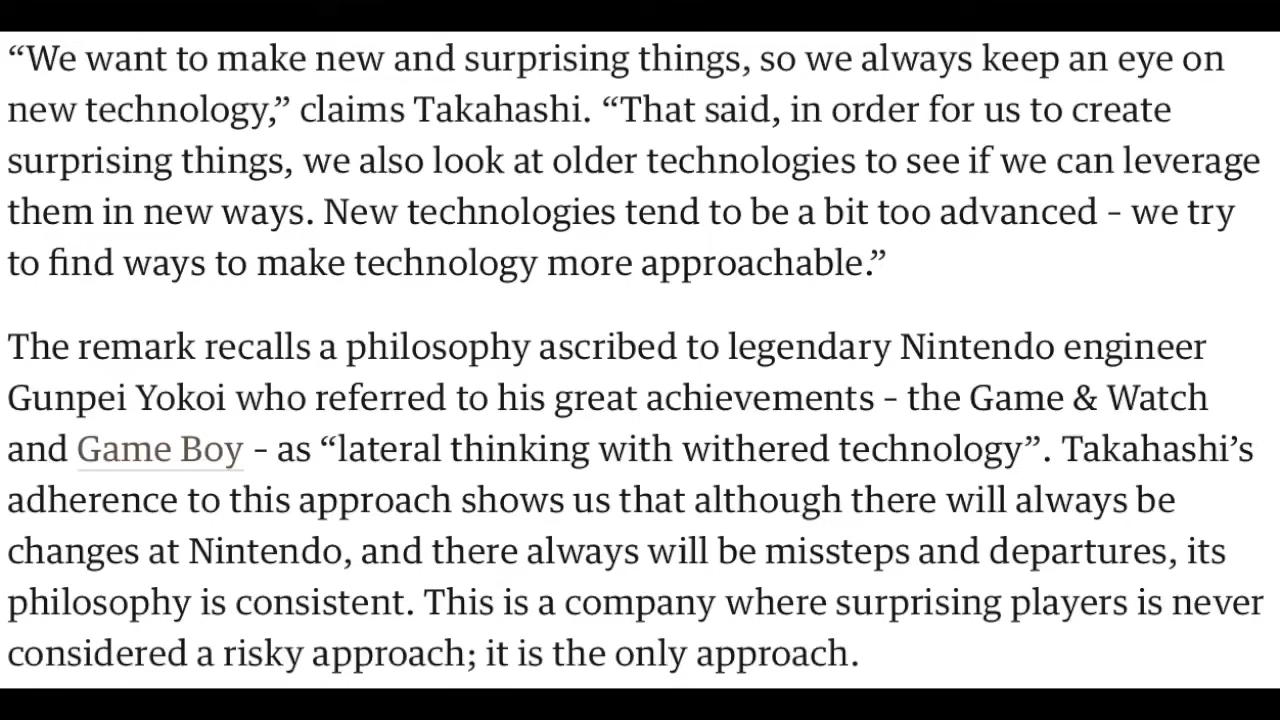 “We want to make new and surprising things, so we always keep an eye on
new technology,” claims Takahashi. “That said, in order for us to create
surprising things, we also look at older technologies to see if we can leverage
them in new ways. New technologies tend to be a bit too advanced – we try
to find ways to make technology more approachable.”
The remark recalls a philosophy ascribed to legendary Nintendo engineer
Gunpei Yokoi who referred to his great achievements – the Game & Watch
and Game Boy – as “lateral thinking with withered technology”. Takahashi’s
adherence to this approach shows us that although there will always be
changes at Nintendo, and there always will be missteps and departures, its
philosophy is consistent. This is a company where surprising players is never
considered a risky approach; it is the only approach.